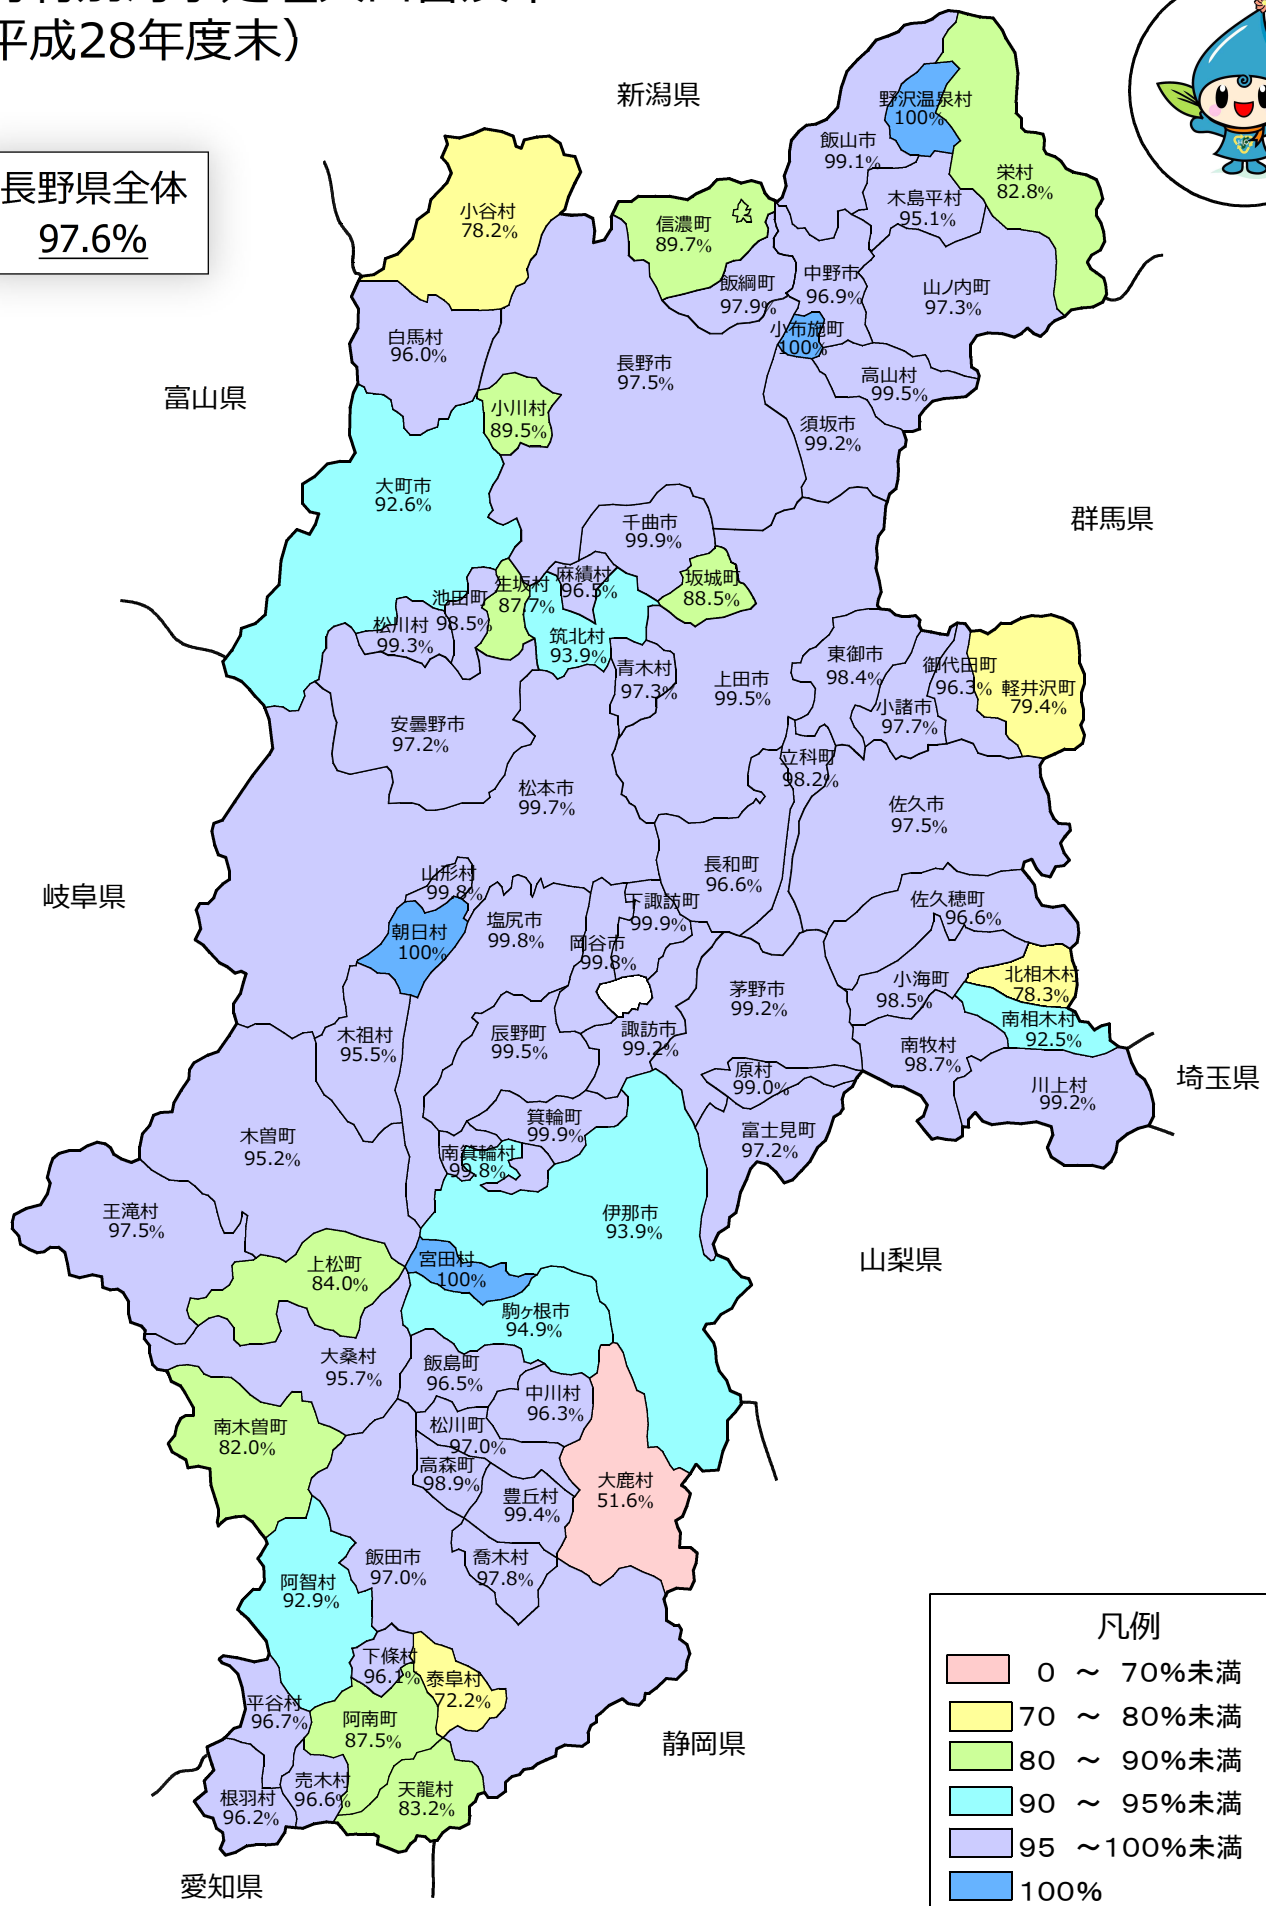 平成28年度末）
長野県全体
97.6%
新潟県
富山県
群馬県
岐阜県
埼玉県
山梨県
静岡県
愛知県
野沢温泉村
100%
飯山市
99.1%
栄村
82.8%
木島平村
95.1%
小谷村
78.2%
信濃町
89.7%
飯綱町
97.9%
中野市
96.9%
山ノ内町
97.3%
小布施町
100%
白馬村
96.0%
長野市
97.5%
高山村
99.5%
小川村
89.5%
須坂市
99.2%
大町市
92.6%
千曲市
99.9%
麻績村
96.5%
坂城町
88.5%
生坂村
87.7%
池田町
98.5%
松川村
99.3%
筑北村
93.9%
青木村
97.3%
上田市
99.5%
東御市
98.4%
御代田町
96.3%
軽井沢町
79.4%
小諸市
97.7%
安曇野市
97.2%
立科町
98.2%
松本市
99.7%
佐久市
97.5%
長和町
96.6%
山形村
99.8%
下諏訪町
99.9%
佐久穂町
96.6%
朝日村
100%
塩尻市
99.8%
岡谷市
99.8%
北相木村
78.3%
小海町
98.5%
茅野市
99.2%
南相木村
92.5%
木祖村
95.5%
辰野町
99.5%
諏訪市
99.2%
南牧村
98.7%
原村
99.0%
川上村
99.2%
箕輪町
99.9%
富士見町
97.2%
木曽町
95.2%
南箕輪村
99.8%
王滝村
97.5%
伊那市
93.9%
上松町
84.0%
宮田村
100%
駒ヶ根市
94.9%
大桑村
95.7%
飯島町
96.5%
中川村
96.3%
南木曽町
82.0%
松川町
97.0%
高森町
98.9%
大鹿村
51.6%
豊丘村
99.4%
飯田市
97.0%
喬木村
97.8%
阿智村
92.9%
下條村
96.1%
泰阜村
72.2%
平谷村
96.7%
阿南町
87.5%
売木村
96.6%
天龍村
83.2%
根羽村
96.2%
凡例
0 ～ 70%未満
70 ～ 80%未満
80 ～ 90%未満
90 ～ 95%未満
95 ～100%未満
100%